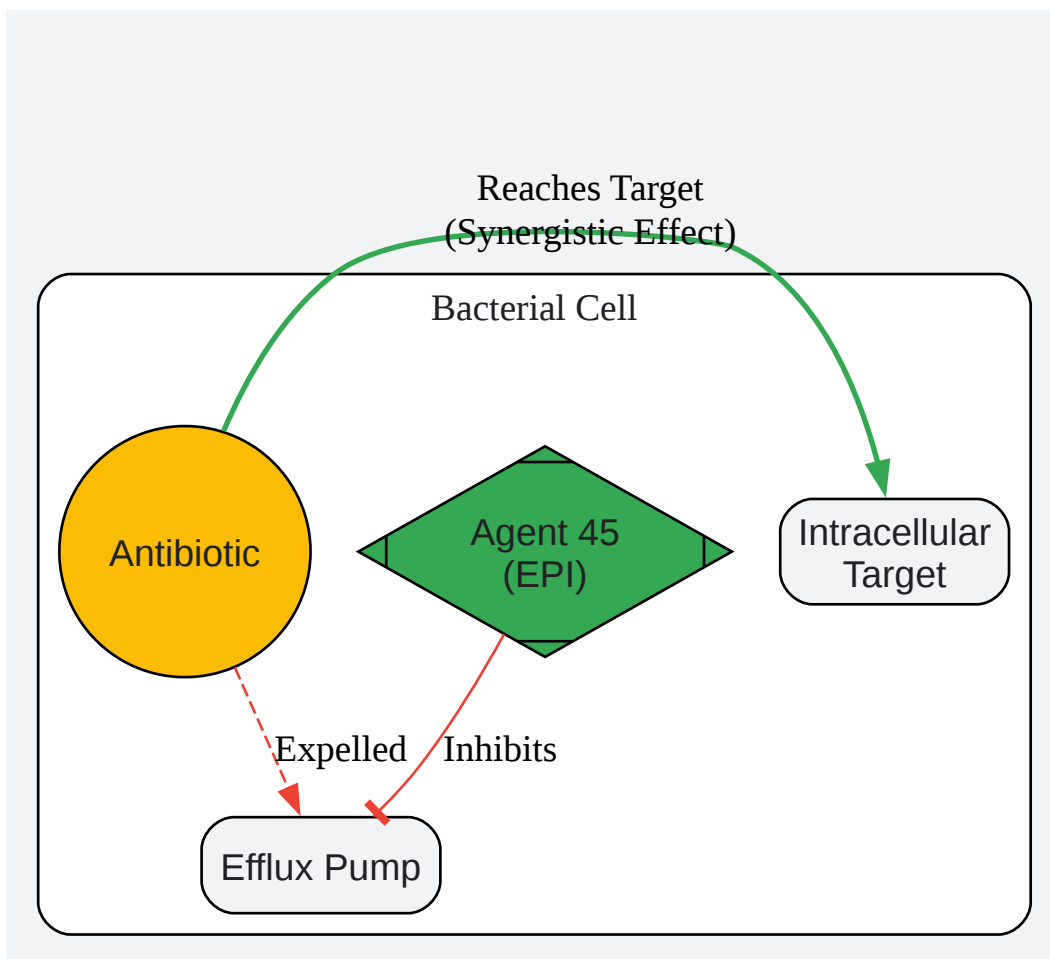 Reaches Target
(Synergistic Effect)
Bacterial Cell
Antibiotic
Agent 45
(EPI)
Intracellular
Target
Expelled
Inhibits
Efflux Pump